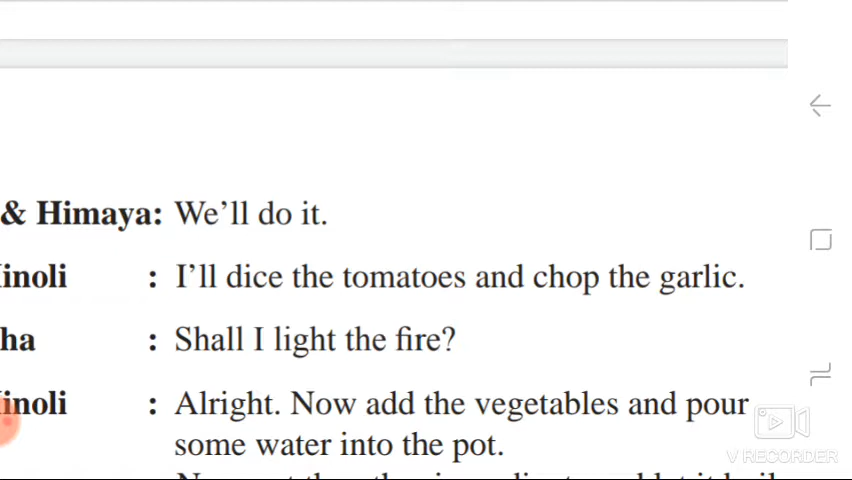 & Himaya: We'll do it.
inoli : I'll dice the tomatoes and chop the garlic.
ha : Shall I light the fire?
inoli : Alright. Now add the vegetables and pour
some water into the pot.
V RECORDER